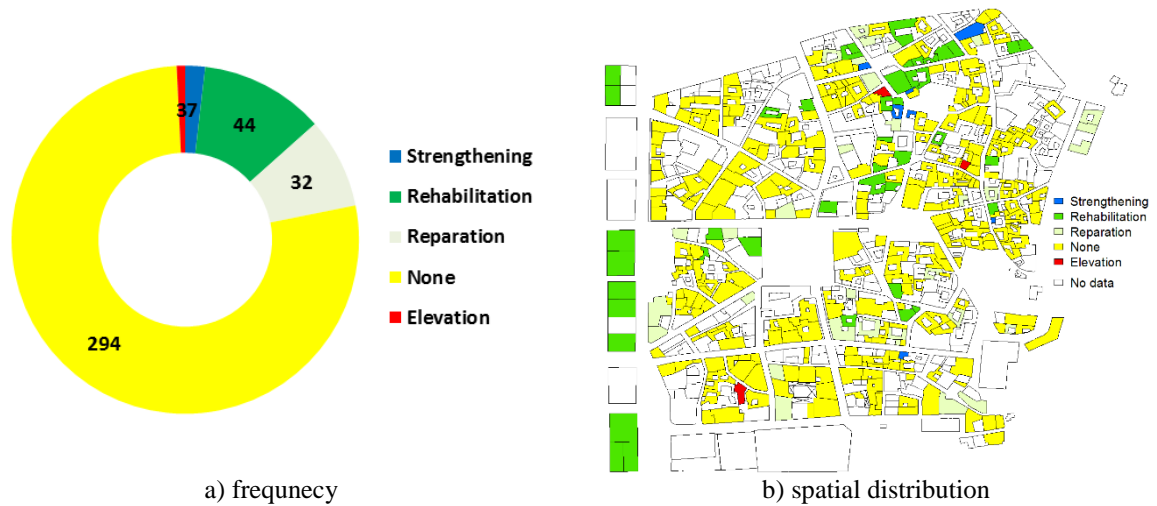 37
44
32
294
Strengthening
Rehabilitation
Reparation
None
Elevation
Strengthening
Rehabilitation
Reparation
None
Elevation
No data
a) frequnecy
b) spatial distribution